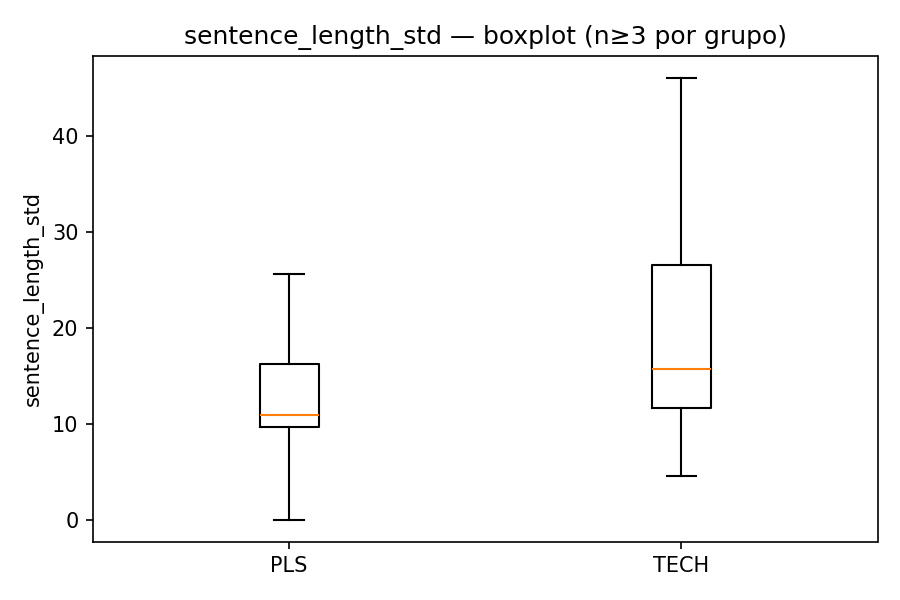 sentence_length_std — boxplot (n≥3 por grupo)
sentence_length_std
40
30
20
10
0
PLS
TECH